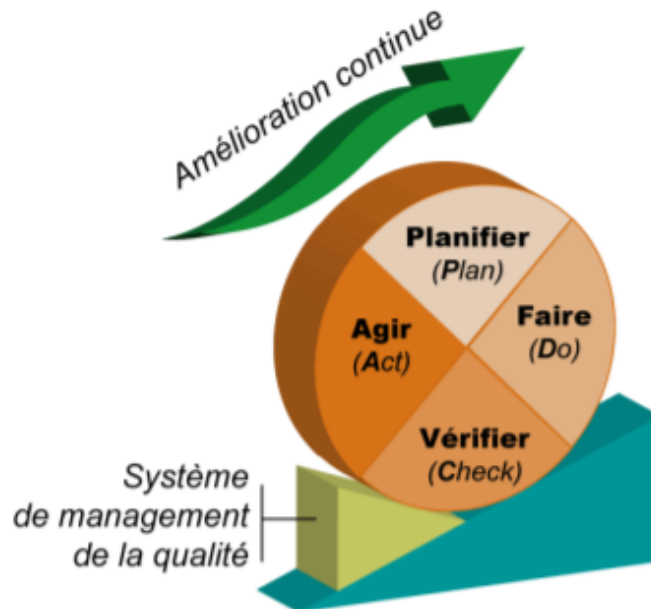 Amélioration continue
Planifier
(Plan)
Agir
(Act)
Faire
(Do)
Vérifier
(Check)
Système
de management
de la qualité